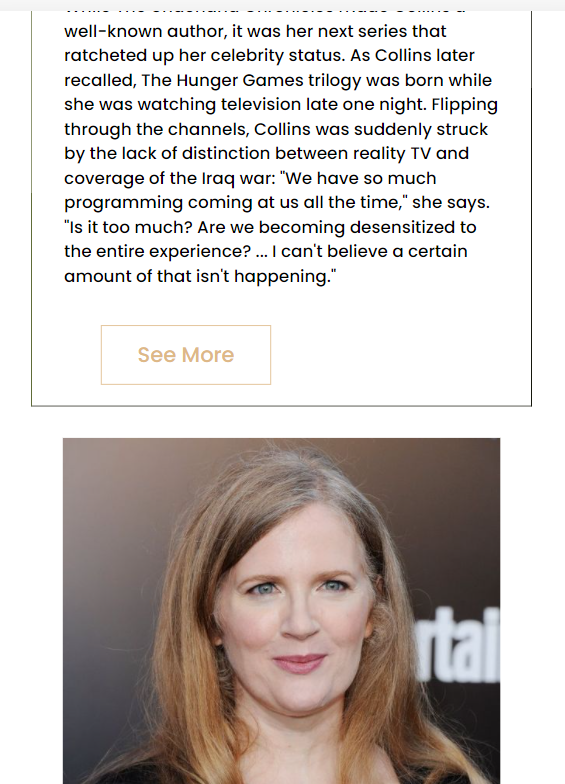 well-known author, it was her next series that
ratcheted up her celebrity status. As Collins later
recalled, The Hunger Games trilogy was born while
she was watching television late one night. Flipping
through the channels, Collins was suddenly struck
by the lack of distinction between reality TV and
coverage of the Iraq war: "We have so much
programming coming at us all the time," she says.
"Is it too much? Are we becoming desensitized to
the entire experience? ... I can't believe a certain
amount of that isn't happening."
See More
rtai